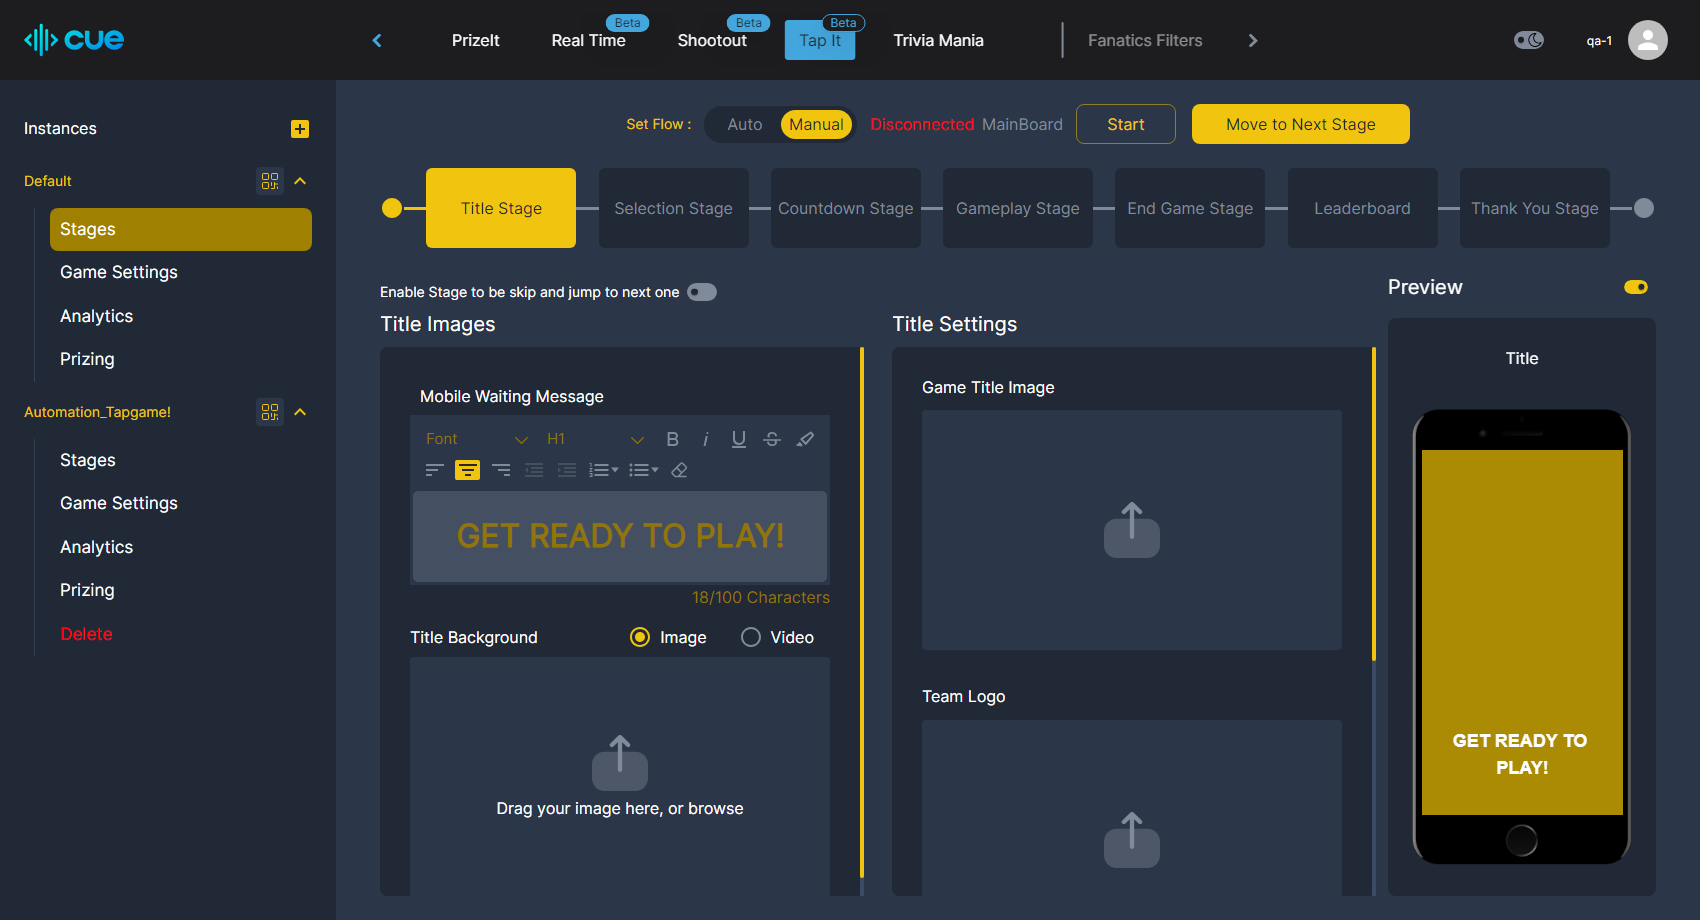 cue
PrizeIt
Real Time
Beta
Shootout
Beta
Tap It
Beta
Trivia Mania
Fanatics Filters
qa-1
Instances
Default
Stages
Game Settings
Analytics
Prizing
Automation_Tapgame!
Stages
Game Settings
Analytics
Prizing
Delete
Set Flow :
Auto
Manual
Disconnected MainBoard
Start
Move to Next Stage
Title Stage
Selection Stage
Countdown Stage
Gameplay Stage
End Game Stage
Leaderboard
Thank You Stage
Enable Stage to be skip and jump to next one
Title Images
Mobile Waiting Message
Font
H1
B i U S
GET READY TO PLAY!
18/100 Characters
Title Background
Image
Video
Drag your image here, or browse
Title Settings
Game Title Image
Team Logo
Preview
Title
GET READY TO
PLAY!